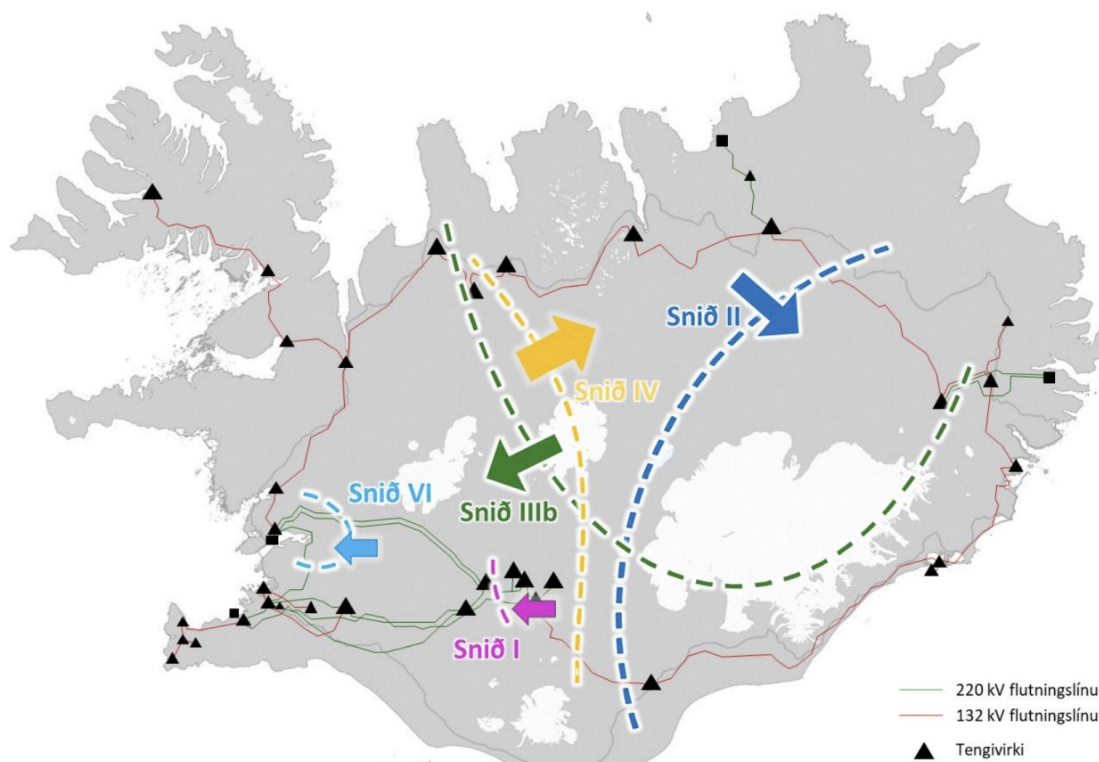 Snið II
Snið IV
Snið VI
Snið IIIb
Snið I
220 kV flutningslínu
132 kV flutningslínu
Tengivirki